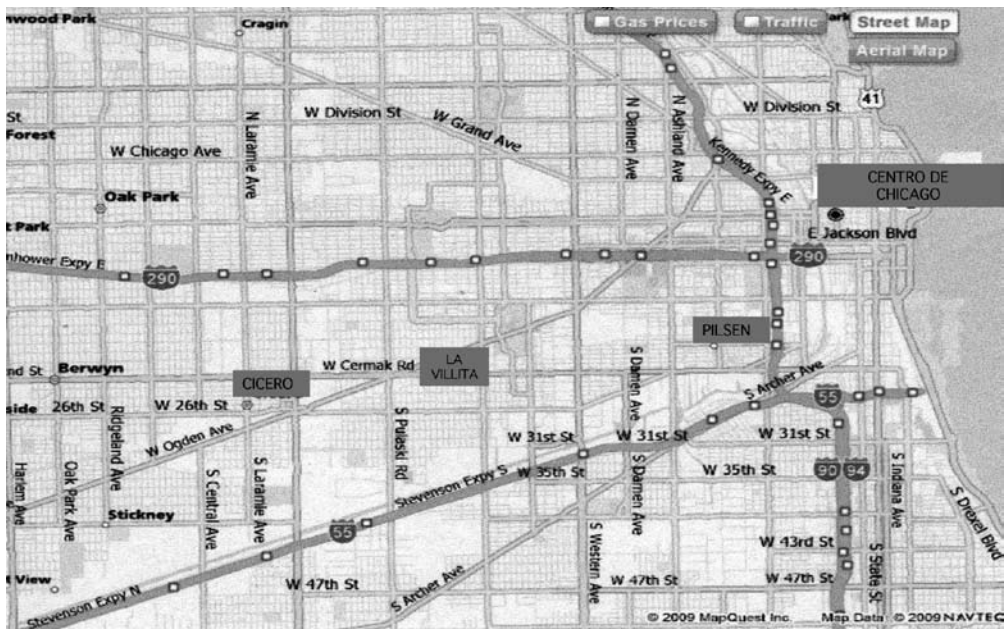 nwood Park
Cragin
Gas Prices
Traffic
Park
Street Map
Aerial Map
41
St
Forest
W Division St
W Division St
W Grand Ave
W Chicago Ave
N Laramie Ave
N Damen Ave
N Ashland Ave
Kennedy Expy E
CENTRO DE
CHICAGO
Oak Park
t Park
E Jackson Blvd
nhower Expy E
290
290
PILSEN
nd St
Berwyn
W Cermak Rd
LA
VILLITA
CICERO
S Damen Ave
S Archer Ave
55
side
26th St
W 26th St
W Ogden Ave
S Pulaski Rd
W 31st St
W 31st St
W 31st St
Harlem Ave
Oak Park Ave
Ridgeland Ave
S Central Ave
S Laramie Ave
Stevenson Expy S
W 35th St
S Damen Ave
W 35th St
90
94
S Indiana Ave
S Drexel Blvd
Stickney
55
S Western Ave
W 43rd St
S State St
t View
W 47th St
S Archer Ave
W 47th St
W 47th St
Stevenson Expy N
© 2009 MapQuest Inc.
Map Data © 2009 NAVTEQ